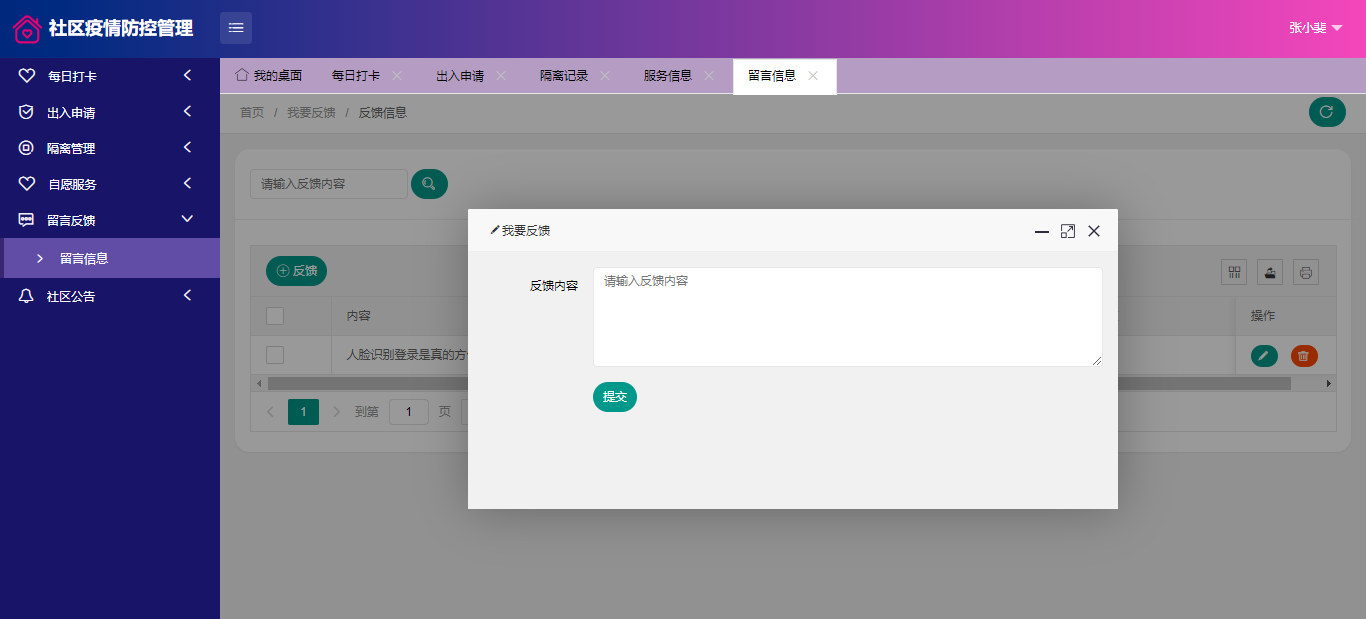 社区疫情防控管理
张小斐
每日打卡
出入申请
隔离管理
自愿服务
留言反馈
留言信息
社区公告
我的桌面 每日打卡 出入申请 隔离记录 服务信息 留言信息
首页 / 我要反馈 / 反馈信息
请输入反馈内容
反馈
内容 操作
人脸识别登录是真的方
1 到第 1 页
我要反馈
反馈内容 请输入反馈内容
提交